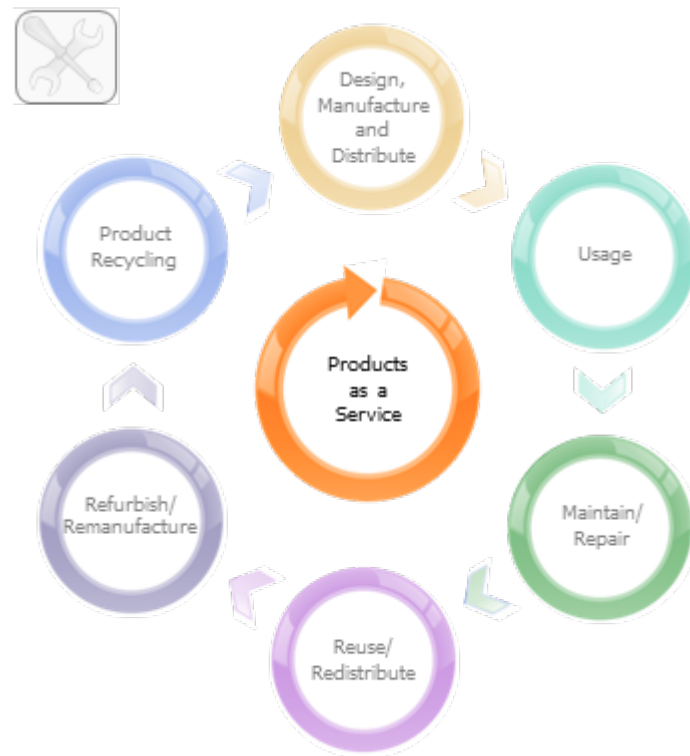 Design,
Manufacture
and
Distribute
Usage
Maintain/
Repair
Reuse/
Redistribute
Refurbish/
Remanufacture
Product
Recycling
Products
as a
Service